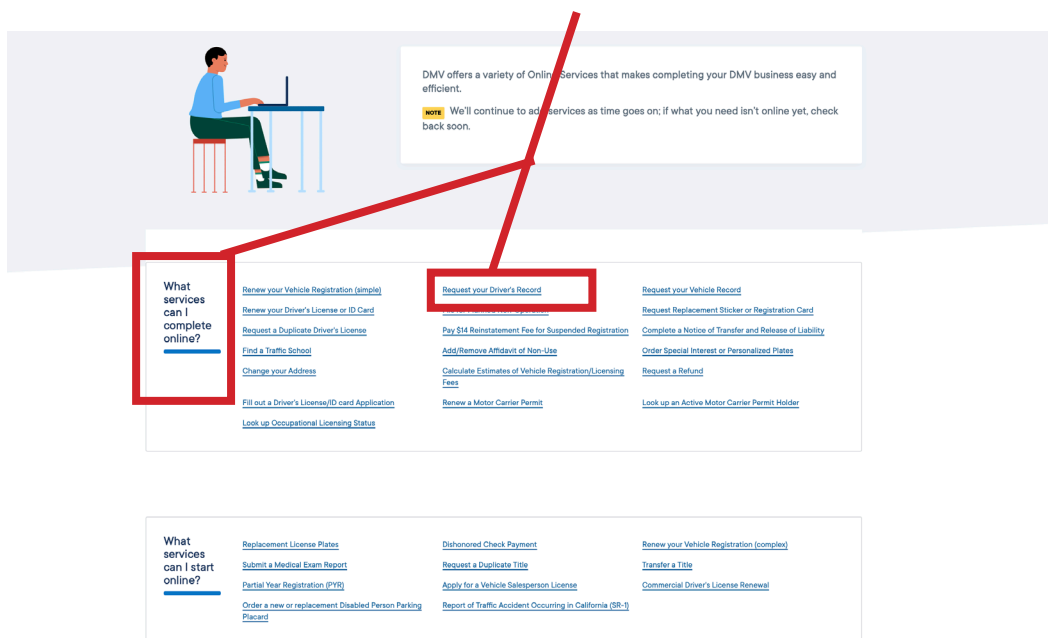 DMV offers a variety of Online Services that makes completing your DMV business easy and
efficient.
NOTE We'll continue to add services as time goes on; if what you need isn't online yet, check
back soon.
What
services
can I
complete
online?
Renew your Vehicle Registration (simple)
Request your Driver's Record
Request your Vehicle Record
Renew your Driver's License or ID Card
Request Replacement Sticker or Registration Card
Request a Duplicate Driver's License
Pay $14 Reinstatement Fee for Suspended Registration
Complete a Notice of Transfer and Release of Liability
Find a Traffic School
Add/Remove Affidavit of Non-Use
Order Special Interest or Personalized Plates
Change your Address
Calculate Estimates of Vehicle Registration/Licensing
Fees
Request a Refund
Fill out a Driver's License/ID card Application
Renew a Motor Carrier Permit
Look up an Active Motor Carrier Permit Holder
Look up Occupational Licensing Status
What
services
can I start
online?
Replacement License Plates
Dishonored Check Payment
Renew your Vehicle Registration (complex)
Submit a Medical Exam Report
Request a Duplicate Title
Transfer a Title
Partial Year Registration (PYR)
Apply for a Vehicle Salesperson License
Commercial Driver's License Renewal
Order a new or replacement Disabled Person Parking
Placard
Report of Traffic Accident Occurring in California (SR-1)